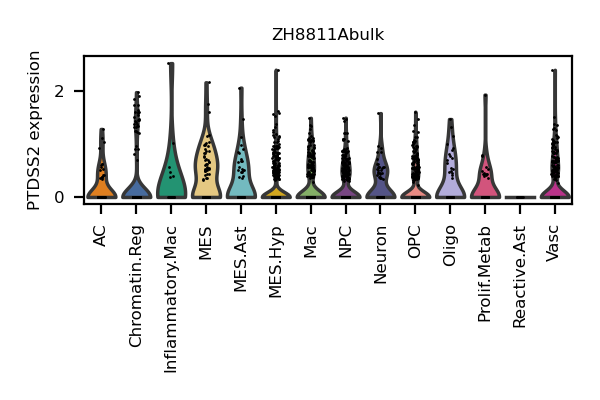 ZH8811Abulk
PTDSS2 expression
2
0
AC
Chromatin.Reg
Inflammatory.Mac
MES
MES.Ast
MES.Hyp
Mac
NPC
Neuron
OPC
Oligo
Prolif.Metab
Reactive.Ast
Vasc